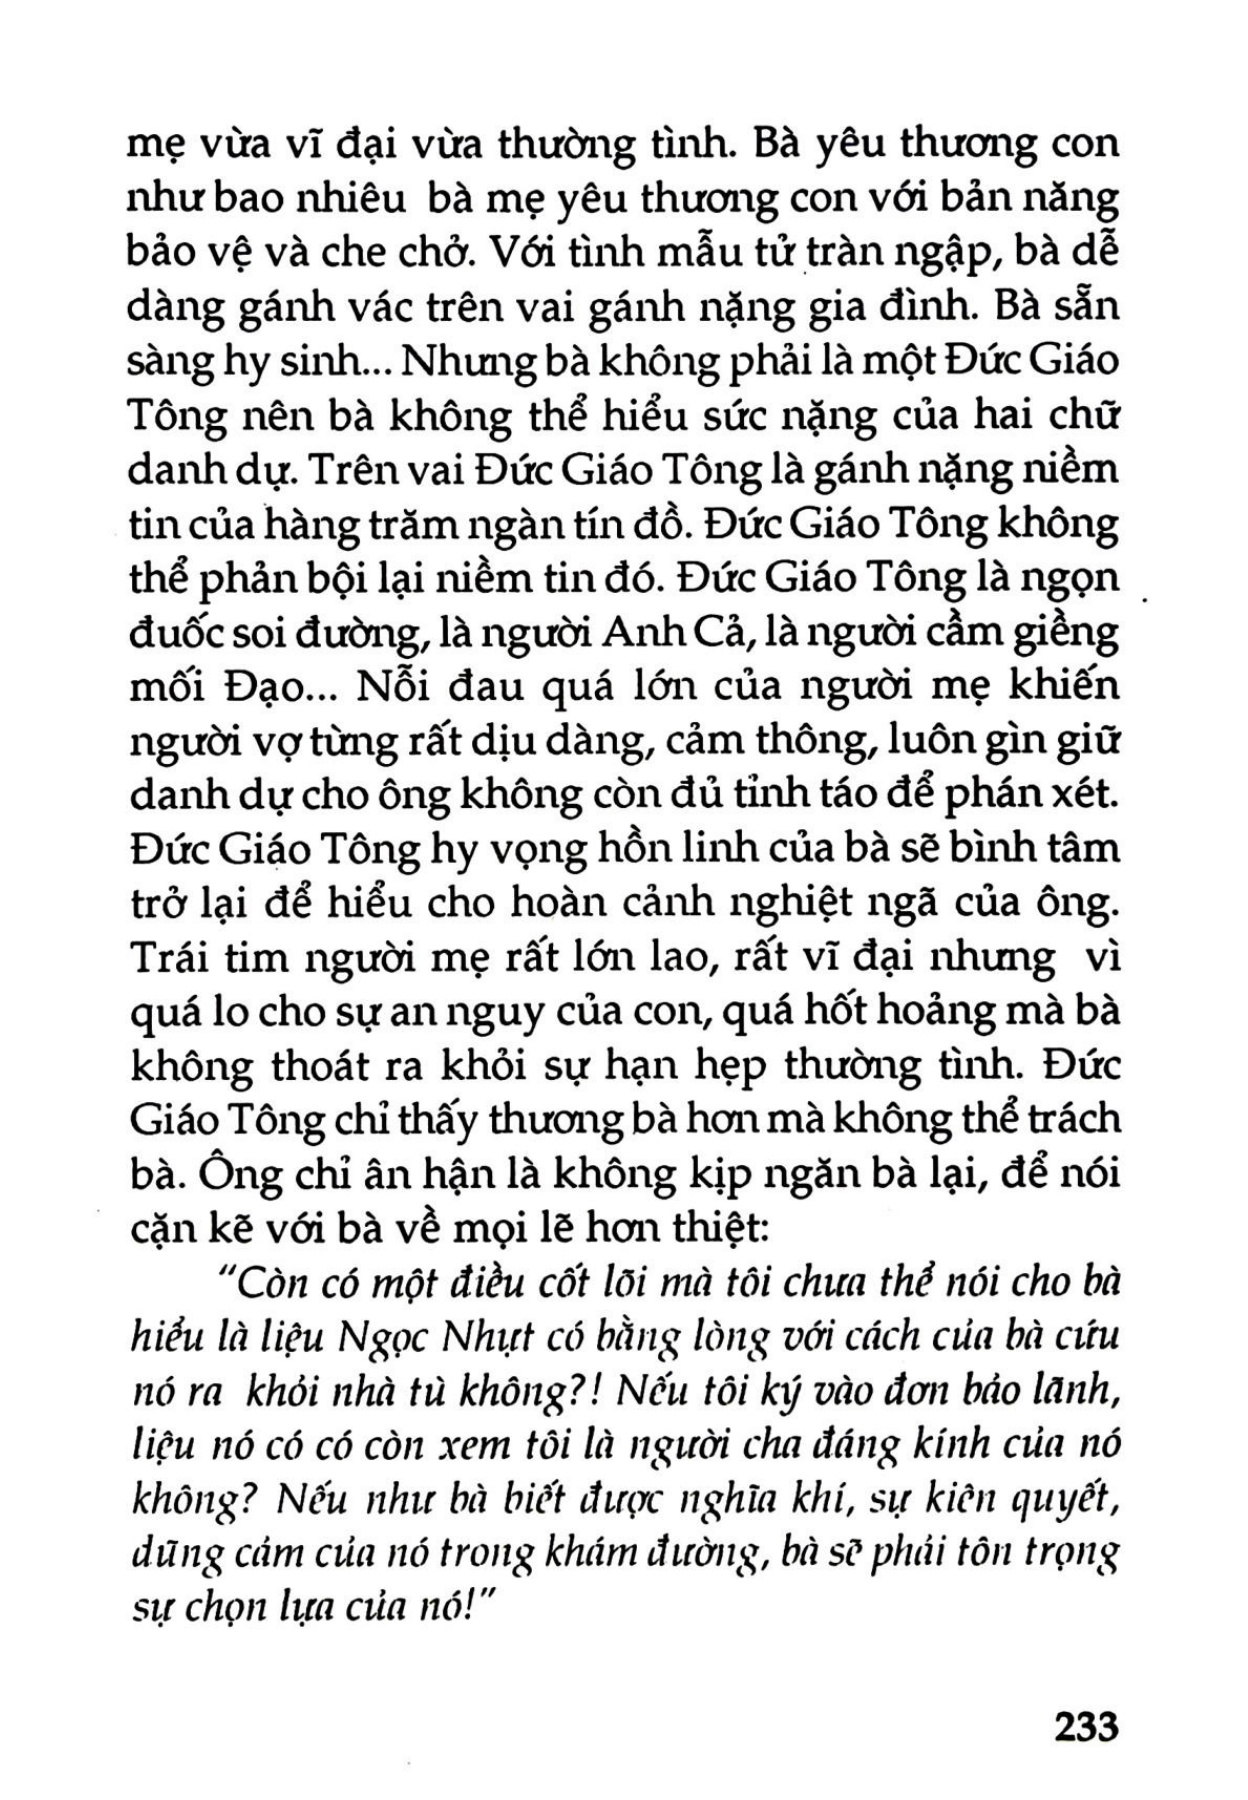 mẹ vừa vĩ đại vừa thường tình. Bà yêu thương con
như bao nhiêu bà mẹ yêu thương con với bản năng
bảo vệ và che chở. Với tình mẫu tử tràn ngập, bà dễ
dàng gánh vác trên vai gánh nặng gia đình. Bà sẵn
sàng hy sinh... Nhưng bà không phải là một Đức Giáo
Tông nên bà không thể hiểu sức nặng của hai chữ
danh dự. Trên vai Đức Giáo Tông là gánh nặng niềm
tin của hàng trăm ngàn tín đồ. Đức Giáo Tông không
thể phản bội lại niềm tin đó. Đức Giáo Tông là ngọn
đuốc soi đường, là người Anh Cả, là người cầm giềng
mối Đạo... Nỗi đau quá lớn của người mẹ khiến
người vợ từng rất dịu dàng, cảm thông, luôn gìn giữ
danh dự cho ông không còn đủ tỉnh táo để phán xét.
Đức Giáo Tông hy vọng hồn linh của bà sẽ bình tâm
trở lại để hiểu cho hoàn cảnh nghiệt ngã của ông.
Trái tim người mẹ rất lớn lao, rất vĩ đại nhưng vì
quá lo cho sự an nguy của con, quá hốt hoảng mà bà
không thoát ra khỏi sự hạn hẹp thường tình. Đức
Giáo Tông chỉ thấy thương bà hơn mà không thể trách
bà. Ông chỉ ân hận là không kịp ngăn bà lại, để nói
cặn kẽ với bà về mọi lẽ hơn thiệt:
"Còn có một điều cốt lõi mà tôi chưa thể nói cho bà
hiểu là liệu Ngọc Nhựt có bằng lòng với cách của bà cứu
nó ra khỏi nhà tù không?! Nếu tôi ký vào đơn bảo lãnh,
liệu nó có có còn xem tôi là người cha đáng kính của nó
không? Nếu như bà biết được nghĩa khí, sự kiên quyết,
dũng cảm của nó trong khám đường, bà sẽ phải tôn trọng
sự chọn lựa của nó!"
233